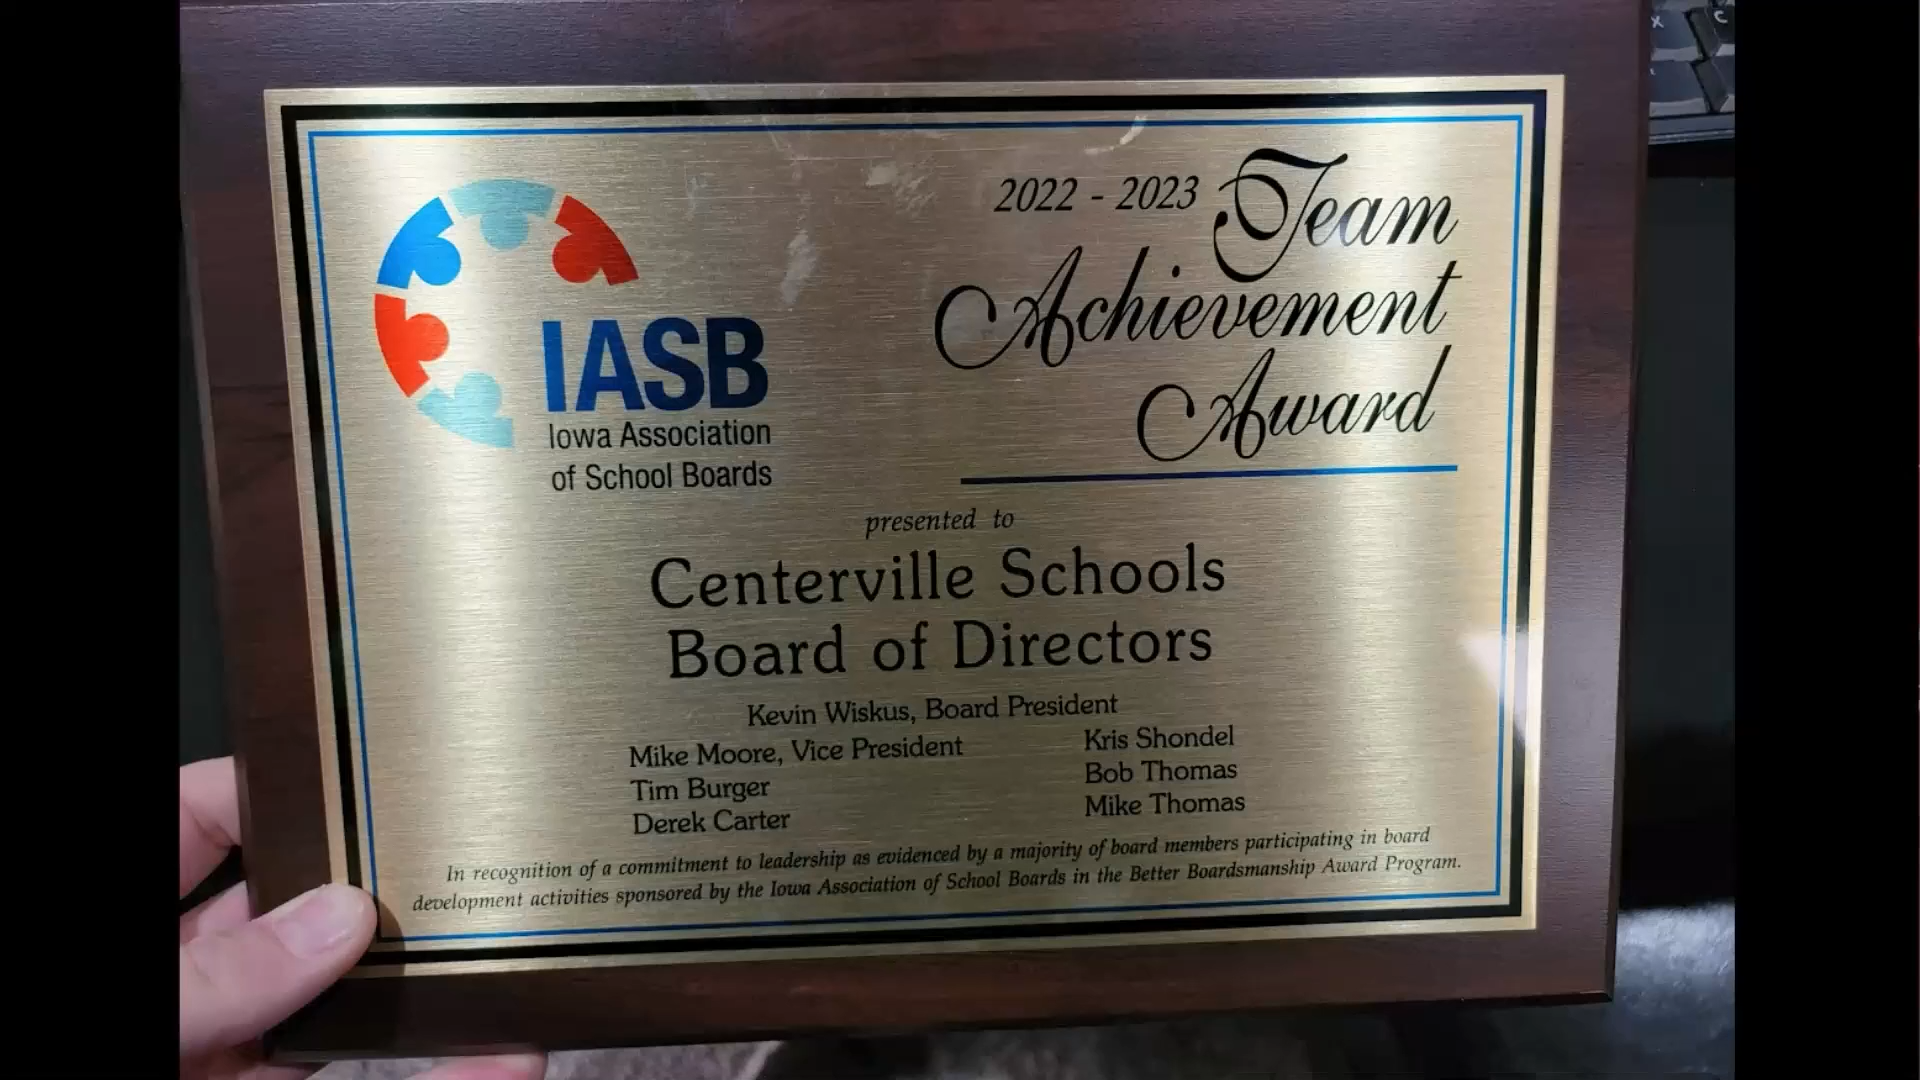 2022 - 2023 Team
Achievement
Award
IASB
Iowa Association
of School Boards
presented to
Centerville Schools
Board of Directors
Kevin Wiskus, Board President
Mike Moore, Vice President
Tim Burger
Derek Carter
Kris Shondel
Bob Thomas
Mike Thomas
In recognition of a commitment to leadership as evidenced by a majority of board members participating in board
development activities sponsored by the Iowa Association of School Boards in the Better Boardsmanship Award Program.
X
C